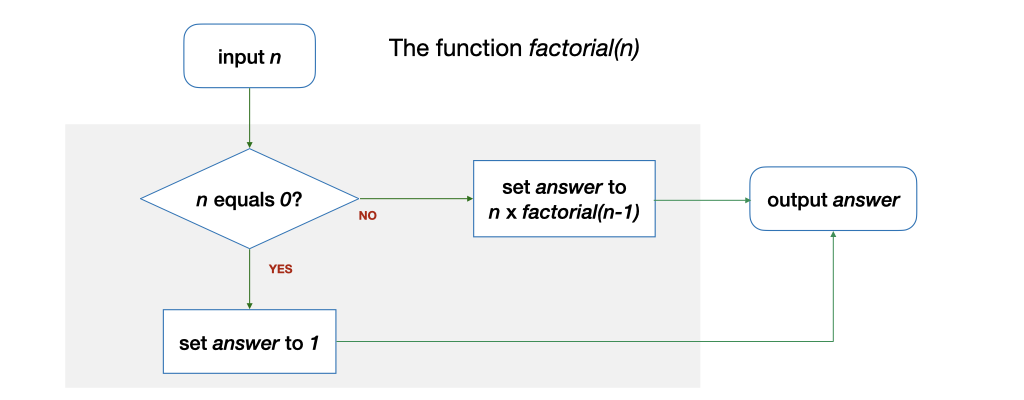 input n
The function factorial(n)
n equals 0?
NO
set answer to
n x factorial(n-1)
output answer
YES
set answer to 1